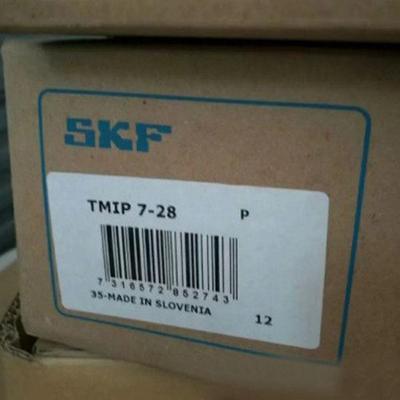 SKF
TMIP 7-28 P
7 316572 852743
35-MADE IN SLOVENIA
12